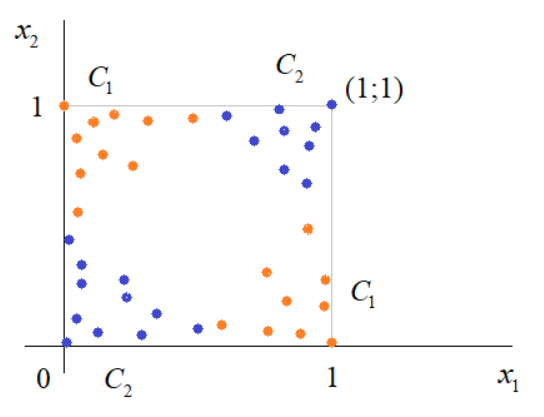 x₂
C₁
C₂
(1;1)
1
C₁
0
C₂
1
x₁